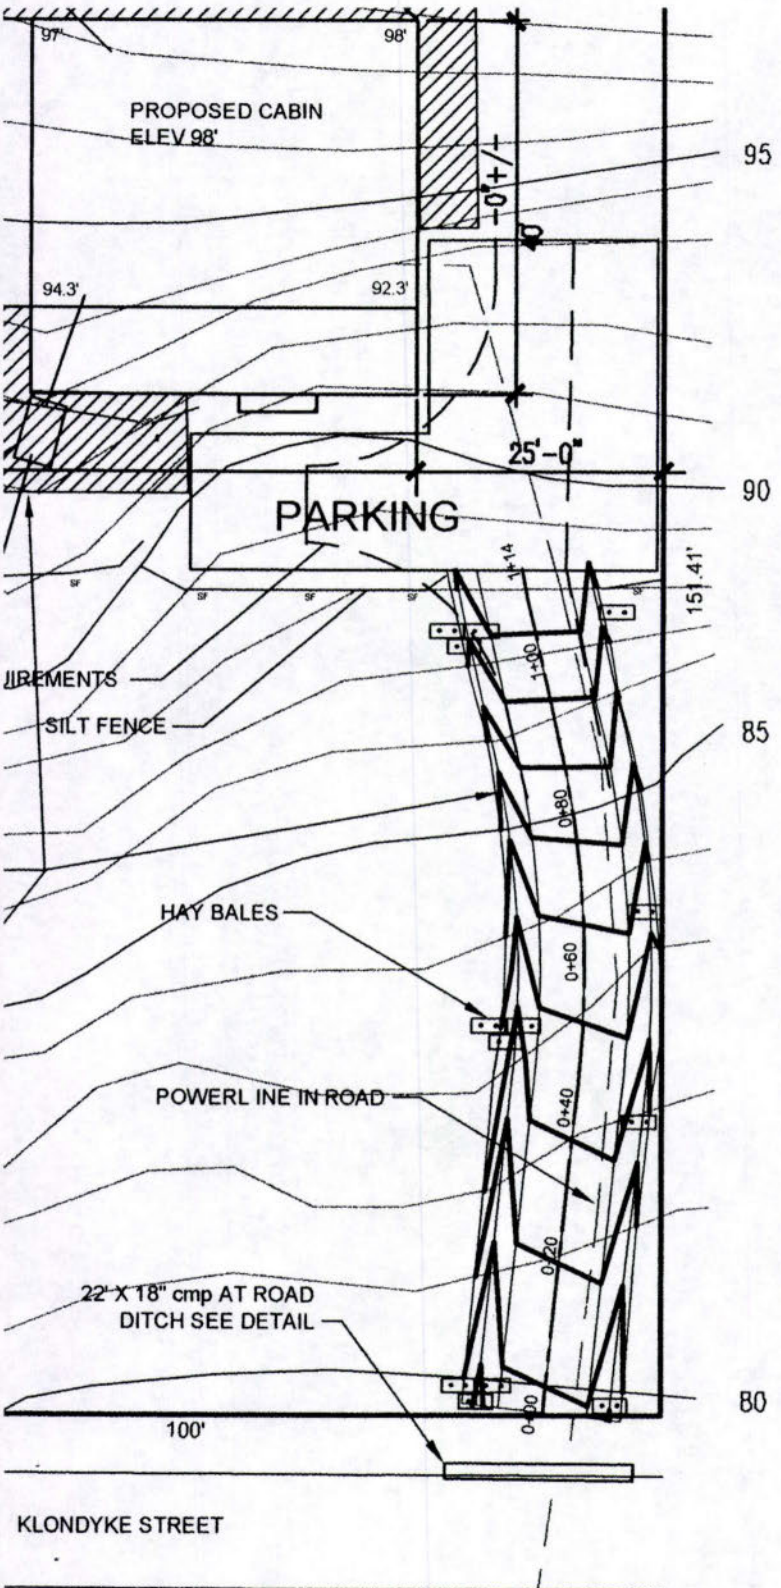 97'
98'
PROPOSED CABIN
ELEV 98'
95
94.3'
92.3'
25'-0"
90
PARKING
1+14
151.41'
SF
SF
SF
SF
SF
1+00
SILT FENCE
85
0+80
HAY BALES
0+60
POWERL INE IN ROAD
0+40
0+20
22' X 18" cmp AT ROAD
DITCH SEE DETAIL
80
0+00
100'
KLONDYKE STREET